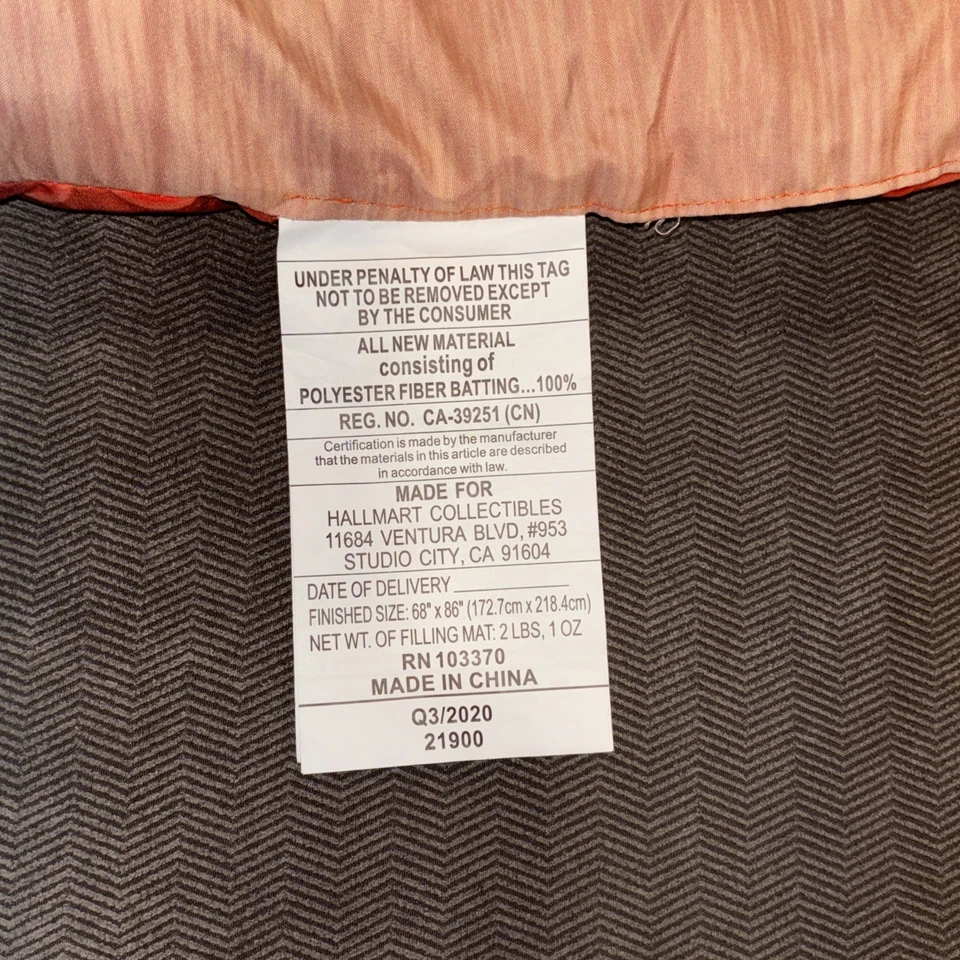 UNDER PENALTY OF LAW THIS TAG
NOT TO BE REMOVED EXCEPT
BY THE CONSUMER
ALL NEW MATERIAL
consisting of
POLYESTER FIBER BATTING...100%
REG. NO. CA-39251 (CN)
Certification is made by the manufacturer
that the materials in this article are described
in accordance with law.
MADE FOR
HALLMART COLLECTIBLES
11684 VENTURA BLVD, #953
STUDIO CITY, CA 91604
DATE OF DELIVERY
FINISHED SIZE: 68" x 86" (172.7cm x 218.4cm)
NET WT. OF FILLING MAT: 2 LBS, 1 OZ
RN 103370
MADE IN CHINA
Q3/2020
21900